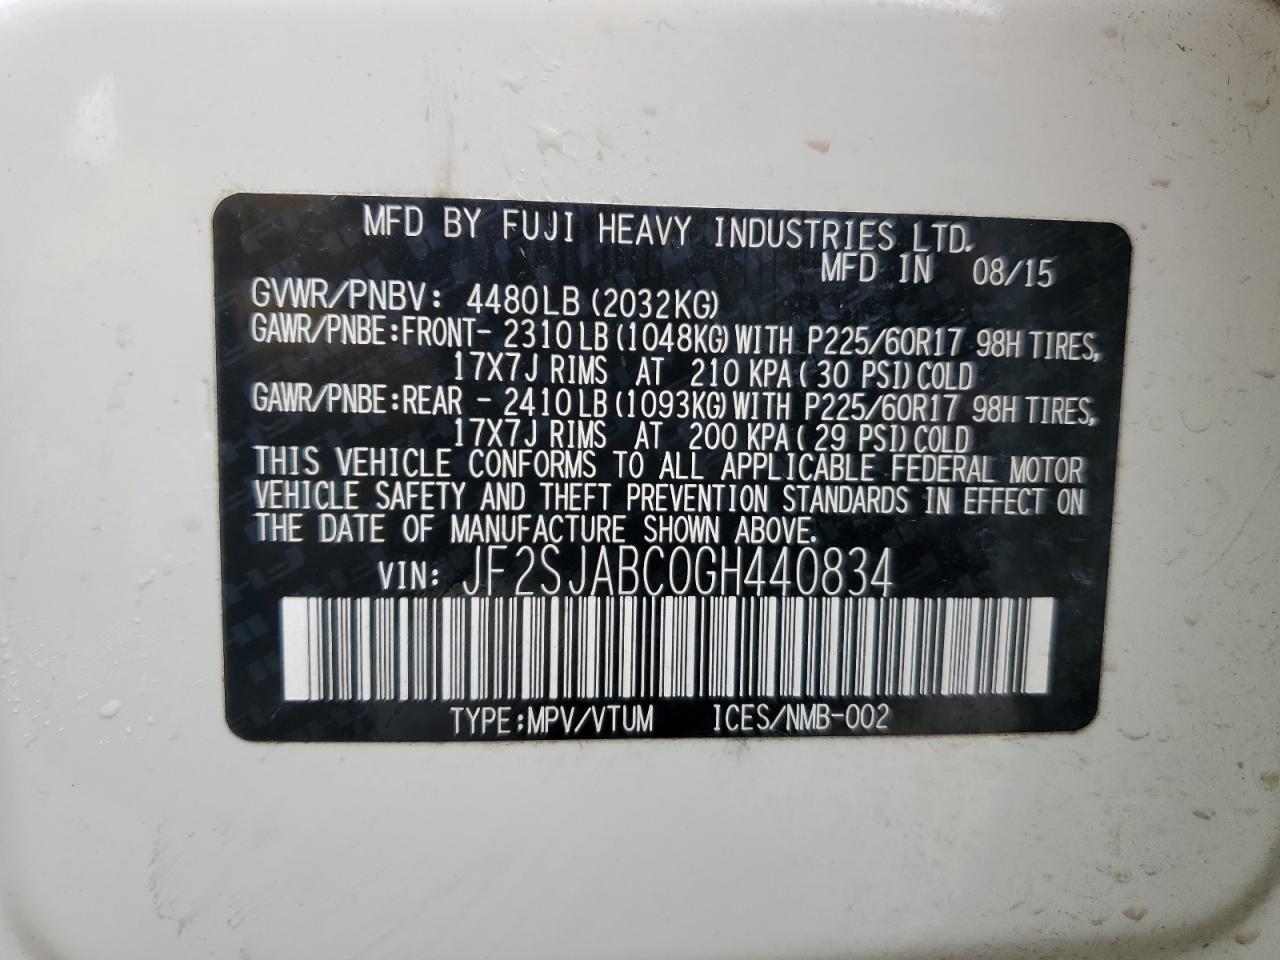 MFD BY FUJI HEAVY INDUSTRIES LTD.
MFD IN 08/15
GVWR/PNBV: 4480LB (2032KG)
GAWR/PNBE:FRONT- 2310LB (1048KG) WITH P225/60R17 98H TIRES,
17X7J RIMS AT 210 KPA ( 30 PSI) COLD
GAWR/PNBE:REAR - 2410LB (1093KG) WITH P225/60R17 98H TIRES,
17X7J RIMS AT 200 KPA ( 29 PSI) COLD
THIS VEHICLE CONFORMS TO ALL APPLICABLE FEDERAL MOTOR
VEHICLE SAFETY AND THEFT PREVENTION STANDARDS IN EFFECT ON
THE DATE OF MANUFACTURE SHOWN ABOVE.
VIN: JF2SJABC0GH440834
TYPE:MPV/VTUM ICES/NMB-002